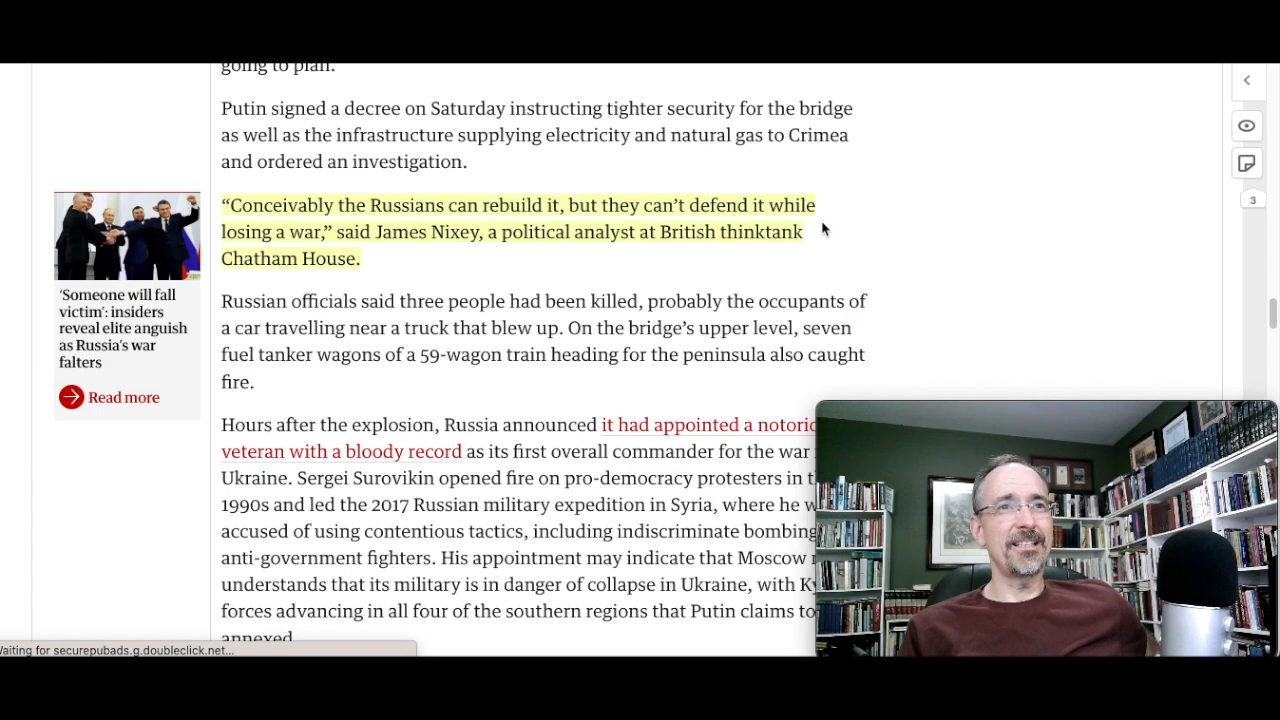 going to plan.
Putin signed a decree on Saturday instructing tighter security for the bridge
as well as the infrastructure supplying electricity and natural gas to Crimea
and ordered an investigation.
“Conceivably the Russians can rebuild it, but they can’t defend it while
losing a war,” said James Nixey, a political analyst at British thinktank
Chatham House.
3
‘Someone will fall
victim’: insiders
reveal elite anguish
as Russia’s war
falters
Read more
Russian officials said three people had been killed, probably the occupants of
a car travelling near a truck that blew up. On the bridge’s upper level, seven
fuel tanker wagons of a 59-wagon train heading for the peninsula also caught
fire.
Hours after the explosion, Russia announced it had appointed a
veteran with a bloody record as its first overall commander for the war
Ukraine. Sergei Surovikin opened fire on pro-democracy protesters in
1990s and led the 2017 Russian military expedition in Syria, where he
accused of using contentious tactics, including indiscriminate bombing
anti-government fighters. His appointment may indicate that Moscow
understands that its military is in danger of collapse in Ukraine, with
forces advancing in all four of the southern regions that Putin claims to
annexed
for securepubads.g.doubleclick.net...